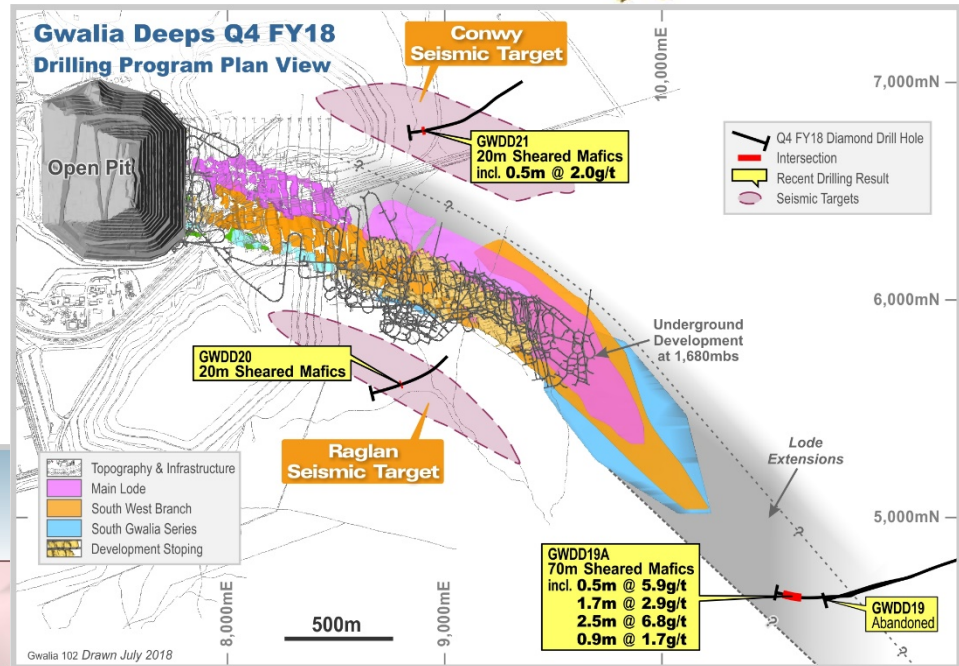 Gwalia Deeps Q4 FY18
Drilling Program Plan View
Conwy
Seismic Target
10,000mE
7,000mN
Q4 FY18 Diamond Drill Hole
Intersection
Recent Drilling Result
Seismic Targets
GWDD21
20m Sheared Mafics
incl. 0.5m @ 2.0g/t
Open Pit
?
?
6,000mN
Underground
Development
at 1,680mbs
GWDD20
20m Sheared Mafics
Raglan
Seismic Target
Lode
Extensions
Topography & Infrastructure
Main Lode
South West Branch
South Gwalia Series
Development Stoping
?
5,000mN
GWDD19A
70m Sheared Mafics
incl. 0.5m @ 5.9g/t
1.7m @ 2.9g/t
2.5m @ 6.8g/t
0.9m @ 1.7g/t
GWDD19
Abandoned
8,000mE
9,000mE
500m
?
?
Gwalia 102 Drawn July 2018